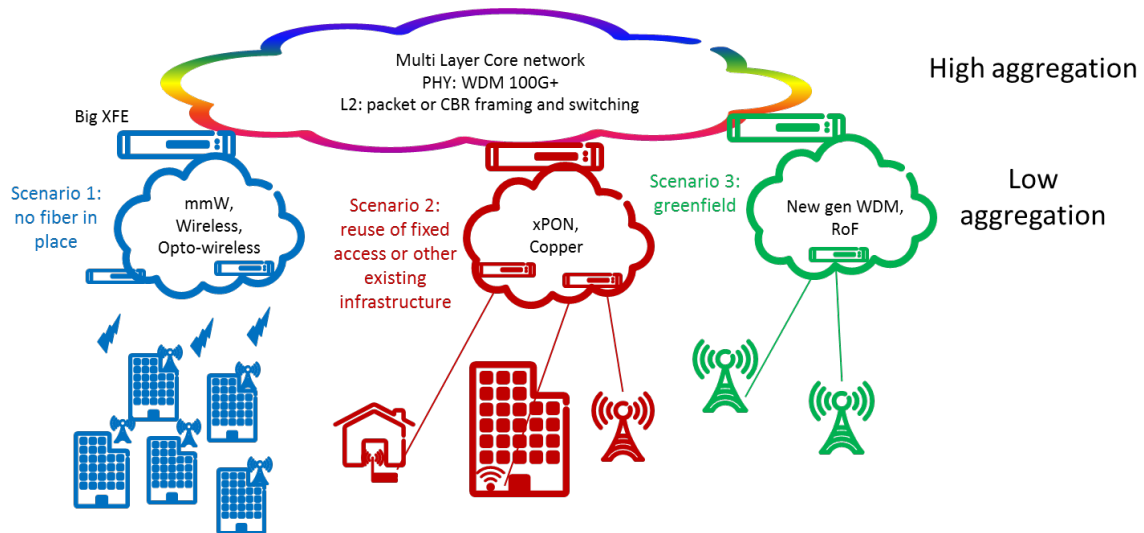 Multi Layer Core network
PHY: WDM 100G+
L2: packet or CBR framing and switching
High aggregation
Big XFE
Scenario 1:
no fiber in
place
mmW,
Wireless,
Opto-wireless
Scenario 2:
reuse of fixed
access or other
existing
infrastructure
xPON,
Copper
Scenario 3:
greenfield
New gen WDM,
RoF
Low
aggregation